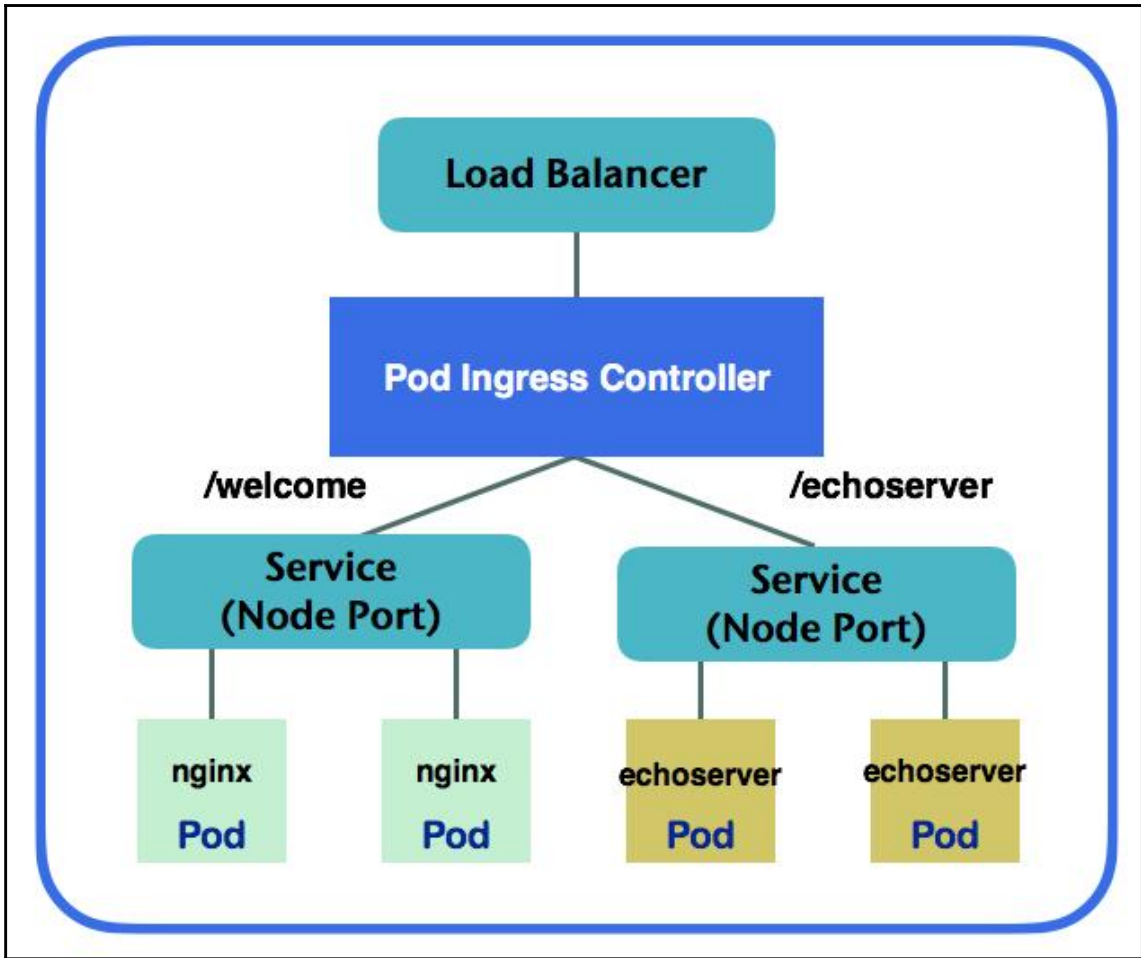 Load Balancer
Pod Ingress Controller
/welcome
/echoserver
Service
(Node Port)
Service
(Node Port)
nginx
Pod
nginx
Pod
echoserver
Pod
echoserver
Pod